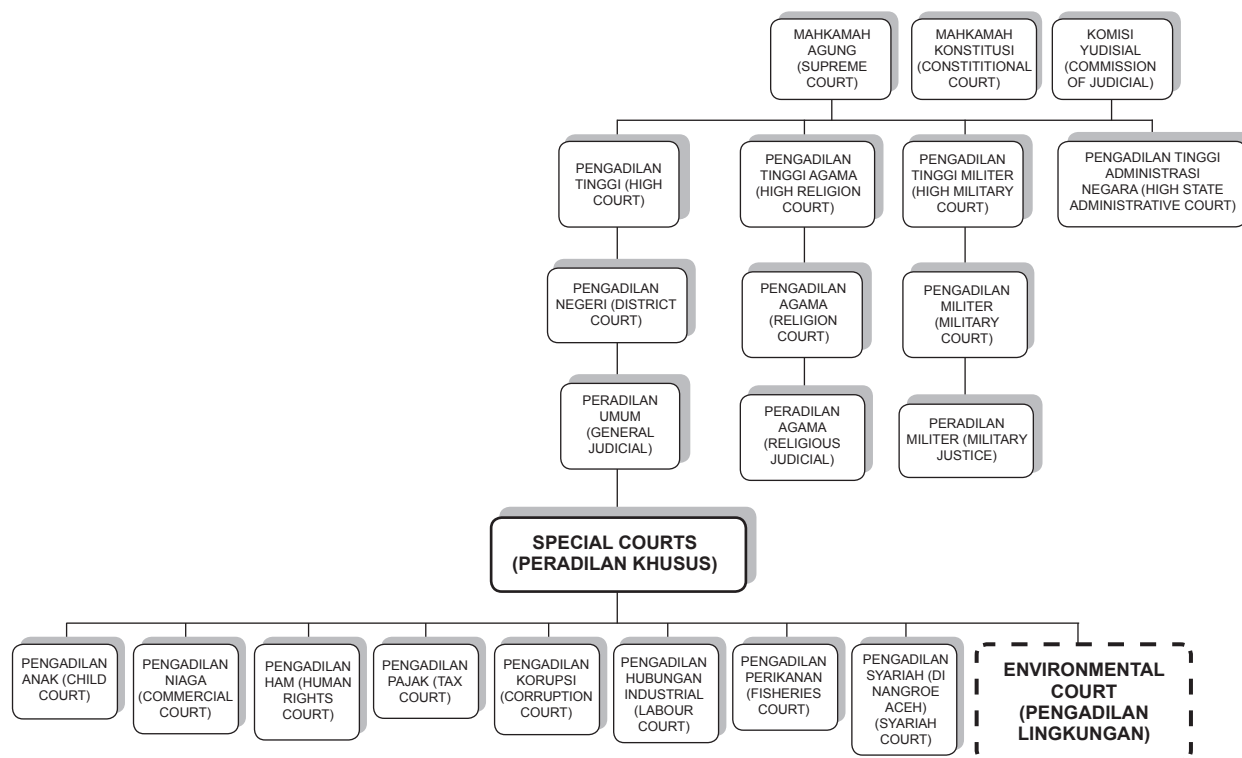 MAHKAMAH
AGUNG
(SUPREME
COURT)
MAHKAMAH
KONSTITUSI
(CONSTITITIONAL
COURT)
KOMISI
YUDISIAL
(COMMISSION
OF JUDICIAL)
PENGADILAN
TINGGI (HIGH
COURT)
PENGADILAN
TINGGI AGAMA
(HIGH RELIGION
COURT)
PENGADILAN
TINGGI MILITER
(HIGH MILITARY
COURT)
PENGADILAN TINGGI
ADMINISTRASI
NEGARA (HIGH STATE
ADMINISTRATIVE COURT)
PENGADILAN
NEGERI (DISTRICT
COURT)
PENGADILAN
AGAMA
(RELIGION
COURT)
PENGADILAN
MILITER
(MILITARY
COURT)
PERADILAN
UMUM
(GENERAL
JUDICIAL)
PERADILAN
AGAMA
(RELIGIOUS
JUDICIAL)
PERADILAN
MILITER (MILITARY
JUSTICE)
SPECIAL COURTS
(PERADILAN KHUSUS)
PENGADILAN
ANAK (CHILD
COURT)
PENGADILAN
NIAGA
(COMMERCIAL
COURT)
PENGADILAN
HAM (HUMAN
RIGHTS
COURT)
PENGADILAN
PAJAK (TAX
COURT)
PENGADILAN
KORUPSI
(CORRUPTION
COURT)
PENGADILAN
HUBUNGAN
INDUSTRIAL
(LABOUR
COURT)
PENGADILAN
PERIKANAN
(FISHERIES
COURT)
PENGADILAN
SYARIAH (DI
NANGROE
ACEH)
(SYARIAH
COURT)
ENVIRONMENTAL
COURT
(PENGADILAN
LINGKUNGAN)